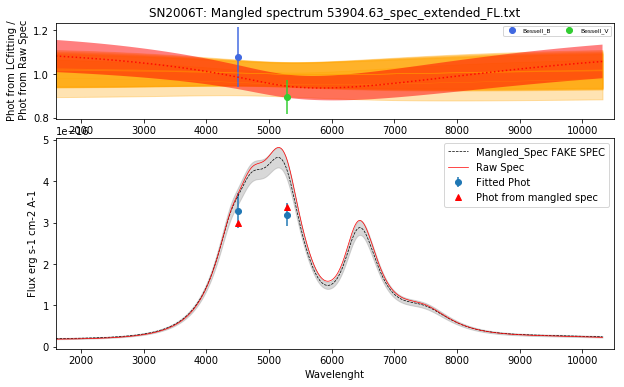 SN2006T: Mangled spectrum 53904.63_spec_extended_FL.txt
Phot from LCfitting /
Phot from Raw Spec
1.2
1.0
0.8
Bessell_B
Bessell_V
2000 3000 4000 5000 6000 7000 8000 9000 10000
Flux erg s-1 cm-2 A-1
5
4
3
2
1
0
Mangled_Spec FAKE SPEC
Raw Spec
Fitted Phot
Phot from mangled spec
2000 3000 4000 5000 6000 7000 8000 9000 10000
Wavelenght